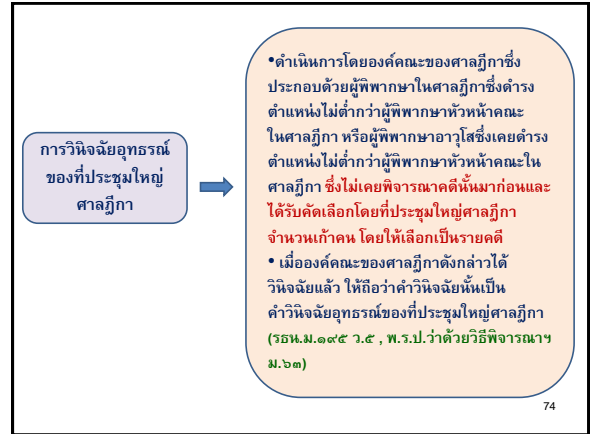 การวินิจฉัยอุทธรณ์
ของที่ประชุมใหญ่
ศาลฎีกา
•ดำเนินการโดยองค์คณะของศาลฎีกาซึ่ง
ประกอบด้วยผู้พิพากษาในศาลฎีกาซึ่งดำรง
ตำแหน่งไม่ต่ำกว่าผู้พิพากษาหัวหน้าคณะ
ในศาลฎีกา หรือผู้พิพากษาอาวุโสซึ่งเคยดำรง
ตำแหน่งไม่ต่ำกว่าผู้พิพากษาหัวหน้าคณะใน
ศาลฎีกา ซึ่งไม่เคยพิจารณาคดีนั้นมาก่อนและ
ได้รับคัดเลือกโดยที่ประชุมใหญ่ศาลฎีกา
จำนวนเก้าคน โดยให้เลือกเป็นรายคดี
• เมื่อองค์คณะของศาลฎีกาดังกล่าวได้
วินิจฉัยแล้ว ให้ถือว่าคำวินิจฉัยนั้นเป็น
คำวินิจฉัยอุทธรณ์ของที่ประชุมใหญ่ศาลฎีกา
(รธน.ม.๑๙๕ ว.๕ , พ.ร.ป.ว่าด้วยวิธีพิจารณาฯ
ม.๖๓)
74